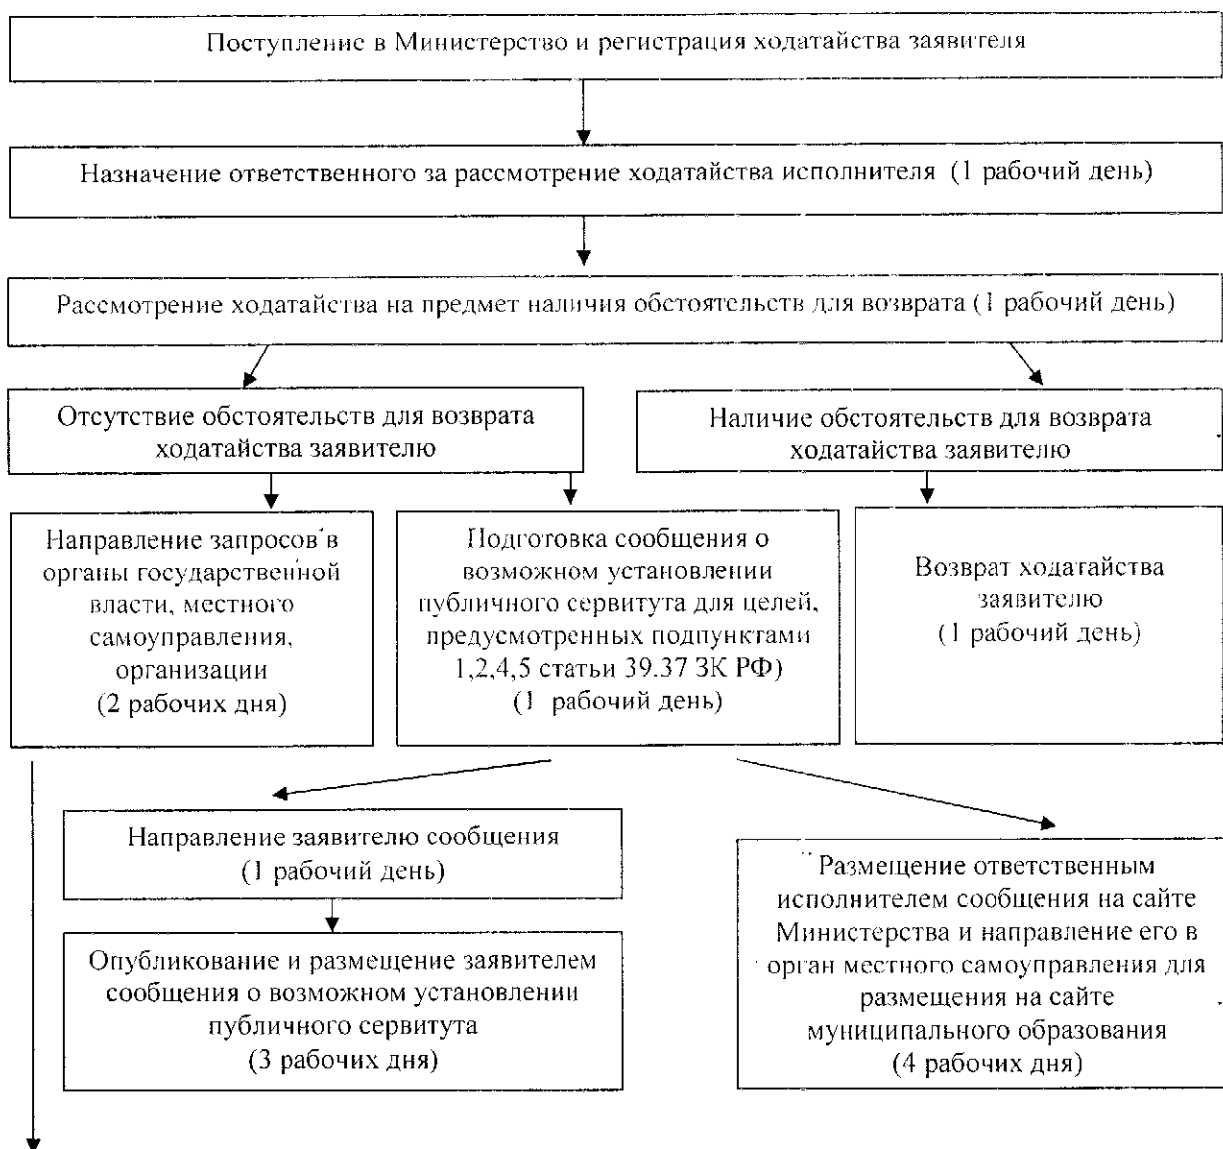 Поступление в Министерство и регистрация ходатайства заявителя
Назначение ответственного за рассмотрение ходатайства исполнителя (1 рабочий день)
Рассмотрение ходатайства на предмет наличия обстоятельств для возврата (1 рабочий день)
Отсутствие обстоятельств для возврата
ходатайства заявителю
Наличие обстоятельств для возврата
ходатайства заявителю
Направление запросов в
органы государственной
власти, местного
самоуправления,
организации
(2 рабочих дня)
Подготовка сообщения о
возможном установлении
публичного сервитута для целей,
предусмотренных подпунктами
1,2,4,5 статьи 39.37 ЗК РФ)
(1 рабочий день)
Возврат ходатайства
заявителю
(1 рабочий день)
Направление заявителю сообщения
(1 рабочий день)
Опубликование и размещение заявителем
сообщения о возможном установлении
публичного сервитута
(3 рабочих дня)
Размещение ответственным
исполнителем сообщения на сайте
Министерства и направление его в
орган местного самоуправления для
размещения на сайте
муниципального образования
(4 рабочих дня)